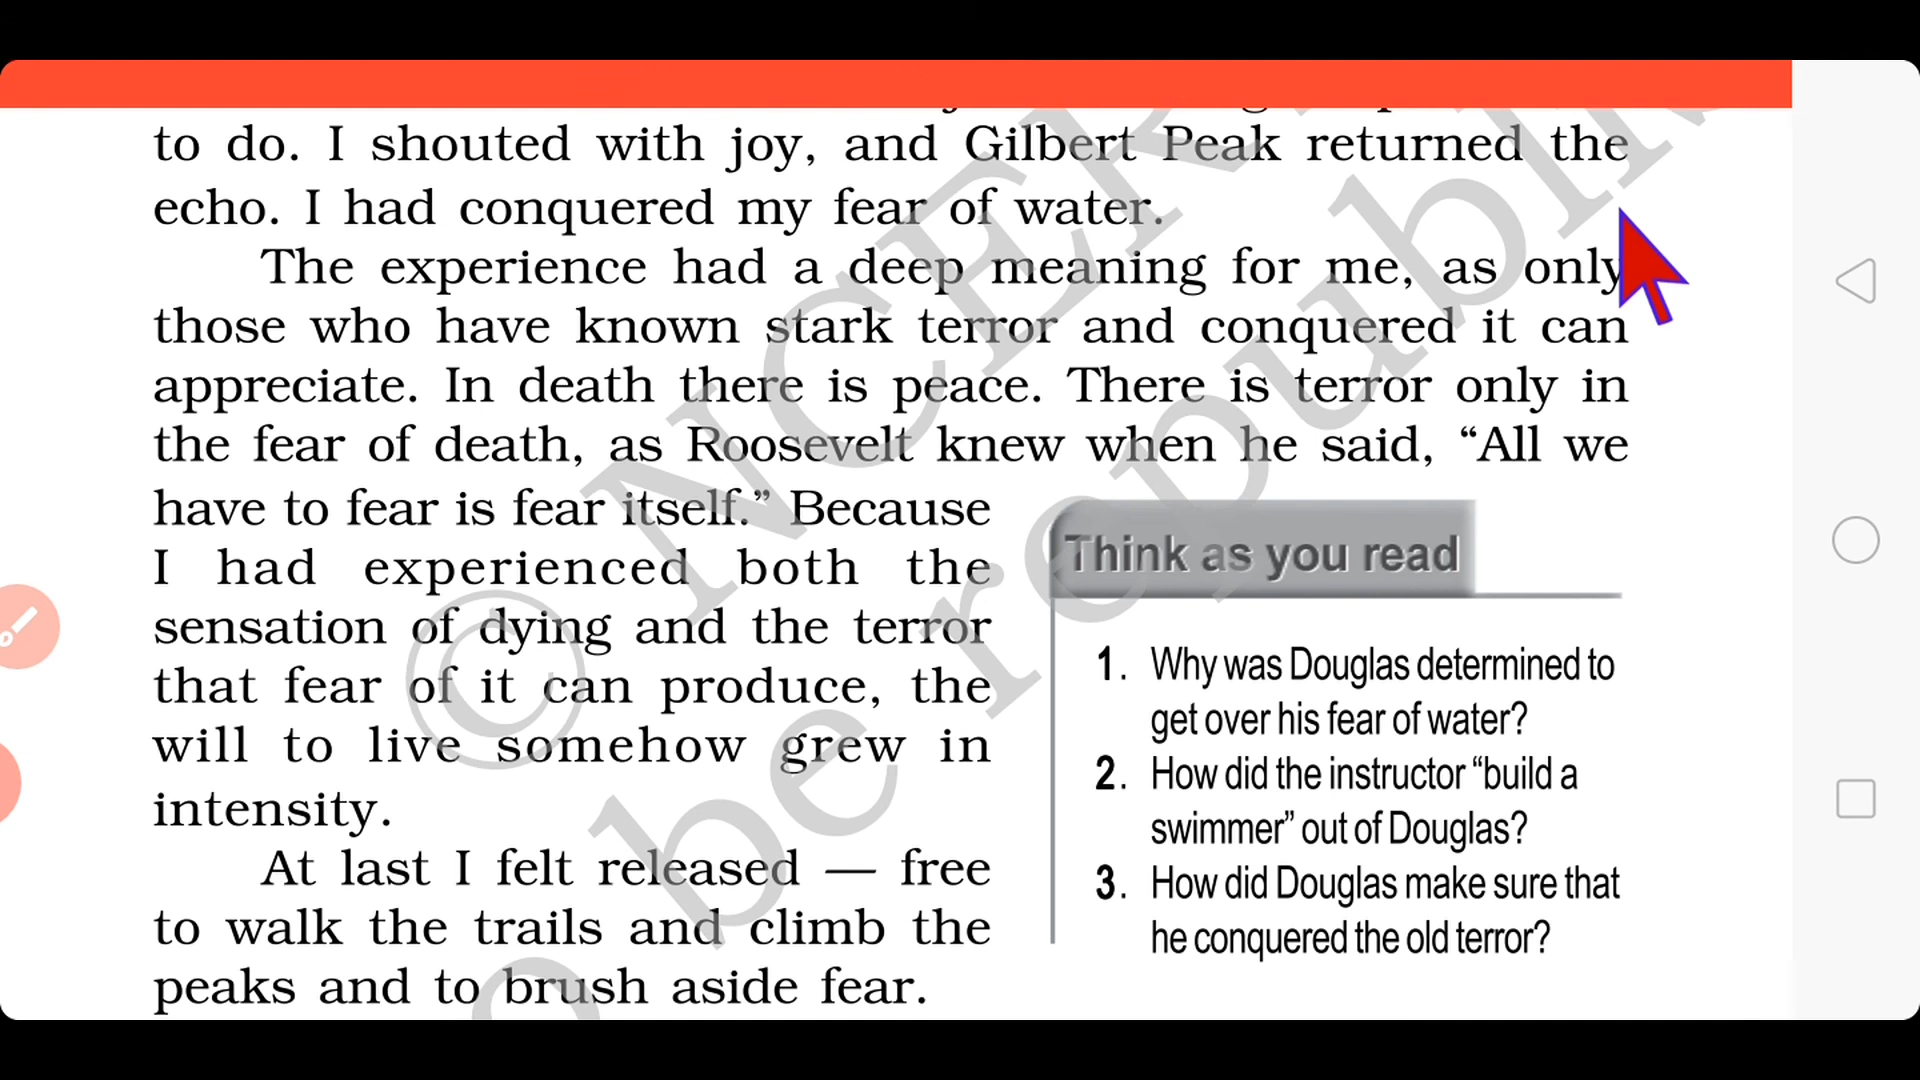 to do. I shouted with joy, and Gilbert Peak returned the
echo. I had conquered my fear of water.
The experience had a deep meaning for me, as only
those who have known stark terror and conquered it can
appreciate. In death there is peace. There is terror only in
the fear of death, as Roosevelt knew when he said, “All we
have to fear is fear itself.” Because
I had experienced both the
sensation of dying and the terror
that fear of it can produce, the
will to live somehow grew in
intensity.
At last I felt released — free
to walk the trails and climb the
peaks and to brush aside fear.
Think as you read
1. Why was Douglas determined to
get over his fear of water?
2. How did the instructor “build a
swimmer” out of Douglas?
3. How did Douglas make sure that
he conquered the old terror?
© NCER
be republi